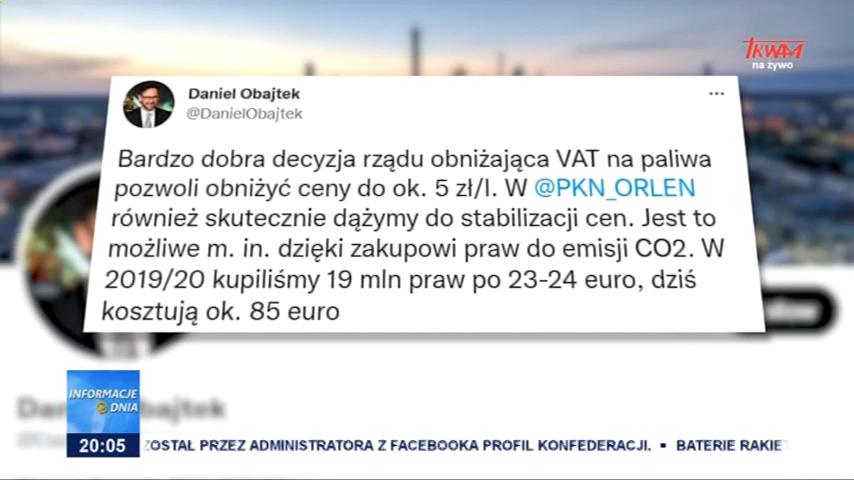 TRWAM
na żywo
Daniel Obajtek
@DanielObajtek
Bardzo dobra decyzja rządu obniżająca VAT na paliwa
pozwoli obniżyć ceny do ok. 5 zł/l. W @PKN_ORLEN
również skutecznie dążymy do stabilizacji cen. Jest to
możliwe m. in. dzięki zakupowi praw do emisji CO2. W
2019/20 kupiliśmy 19 mln praw po 23-24 euro, dziś
kosztują ok. 85 euro
Daniel Obajtek
INFORMACJE
DNIA
20:05
ZOSTAŁ PRZEZ ADMINISTRATORA Z FACEBOOKA PROFIL KONFEDERACJI. ▪ BATERIE RAKIET